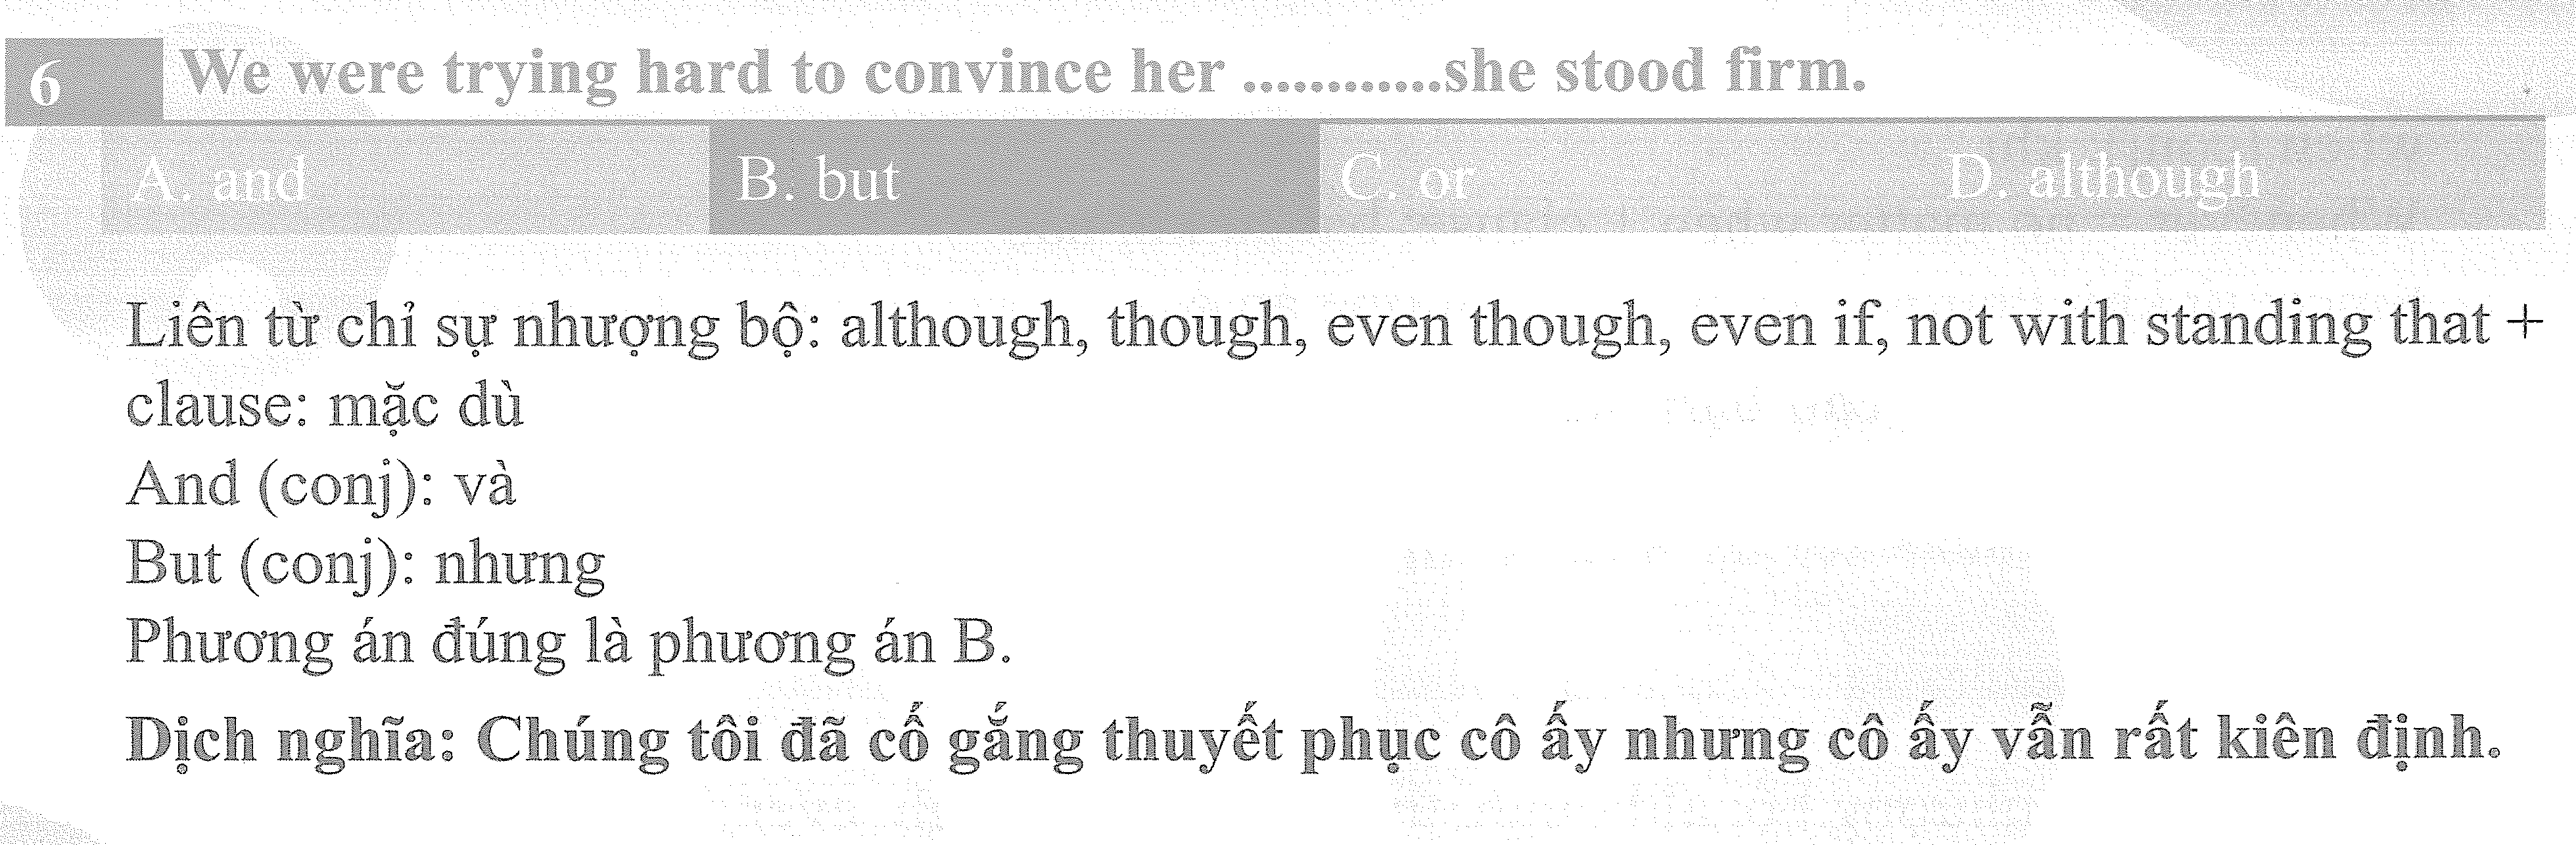 6 We were trying hard to convince her ............she stood firm.
A. and B. but C. or D. although
Liên từ chỉ sự nhượng bộ: although, though, even though, even if, not with standing that +
clause: mặc dù
And (conj): và
But (conj): nhưng
Phương án đúng là phương án B.
Dịch nghĩa: Chúng tôi đã cố gắng thuyết phục cô ấy nhưng cô ấy vẫn rất kiên định.